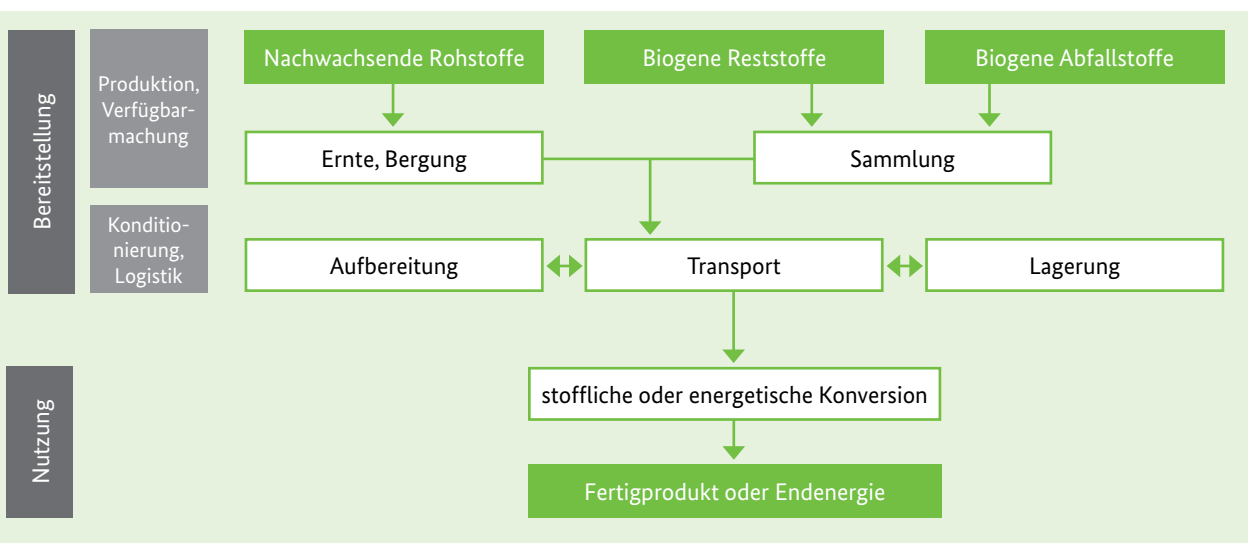 Bereitstellung
Produktion,
Verfügbar-
machung
Nachwachsende Rohstoffe
Biogene Reststoffe
Biogene Abfallstoffe
Ernte, Bergung
Sammlung
Konditio-
nierung,
Logistik
Aufbereitung
Transport
Lagerung
Nutzung
stoffliche oder energetische Konversion
Fertigprodukt oder Endenergie